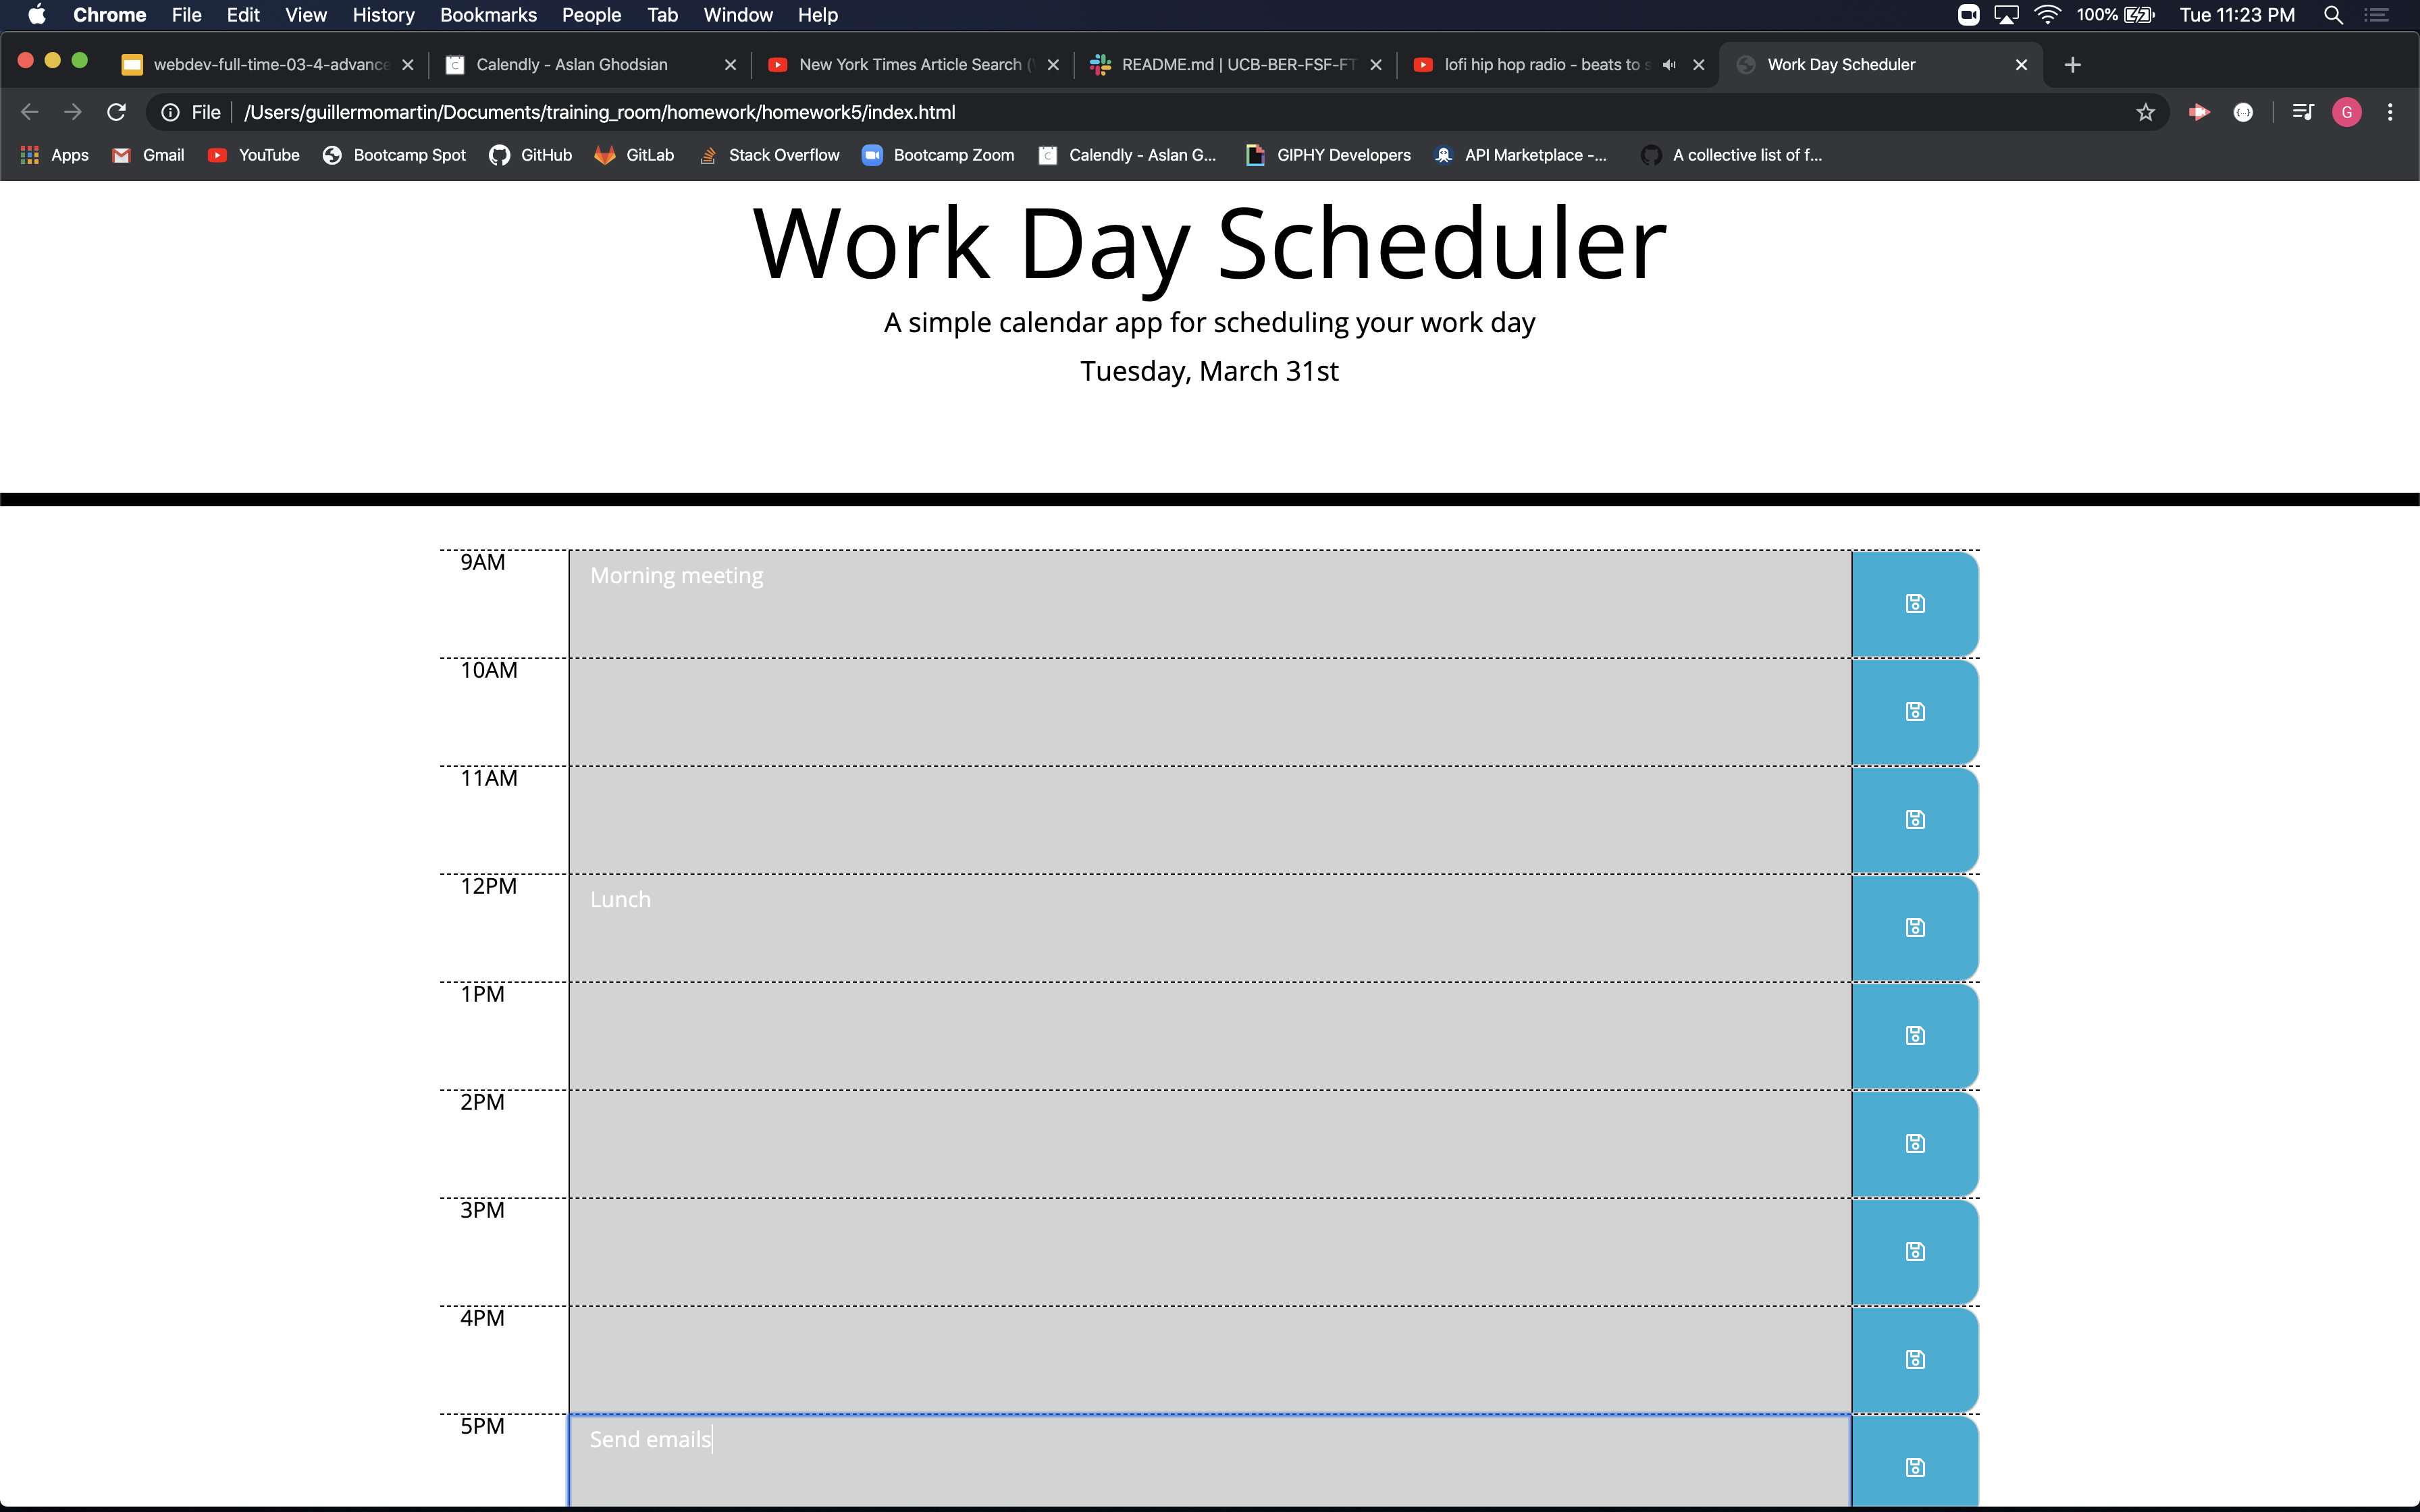 Chrome File Edit View History Bookmarks People Tab Window Help 100% Tue 11:23 PM
webdev-full-time-03-4-advance Calendly - Aslan Ghodsian New York Times Article Search ( README.md | UCB-BER-FSF-FT lofi hip hop radio - beats to s Work Day Scheduler
File /Users/guillermomartin/Documents/training_room/homework/homework5/index.html G
Apps Gmail YouTube Bootcamp Spot GitHub GitLab Stack Overflow Bootcamp Zoom C Calendly - Aslan G... GIPHY Developers API Marketplace -... A collective list of f...
Work Day Scheduler
A simple calendar app for scheduling your work day
Tuesday, March 31st
9AM Morning meeting
10AM
11AM
12PM Lunch
1PM
2PM
3PM
4PM
5PM Send emails